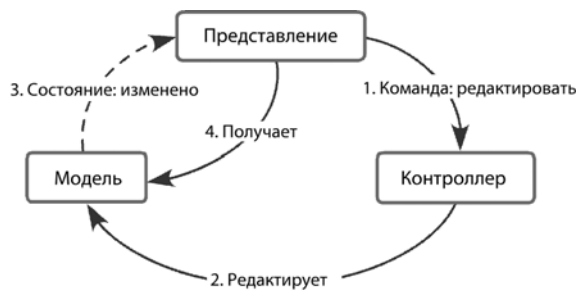 Представление
3. Состояние: изменено
1. Команда: редактировать
4. Получает
Модель
Контроллер
2. Редактирует